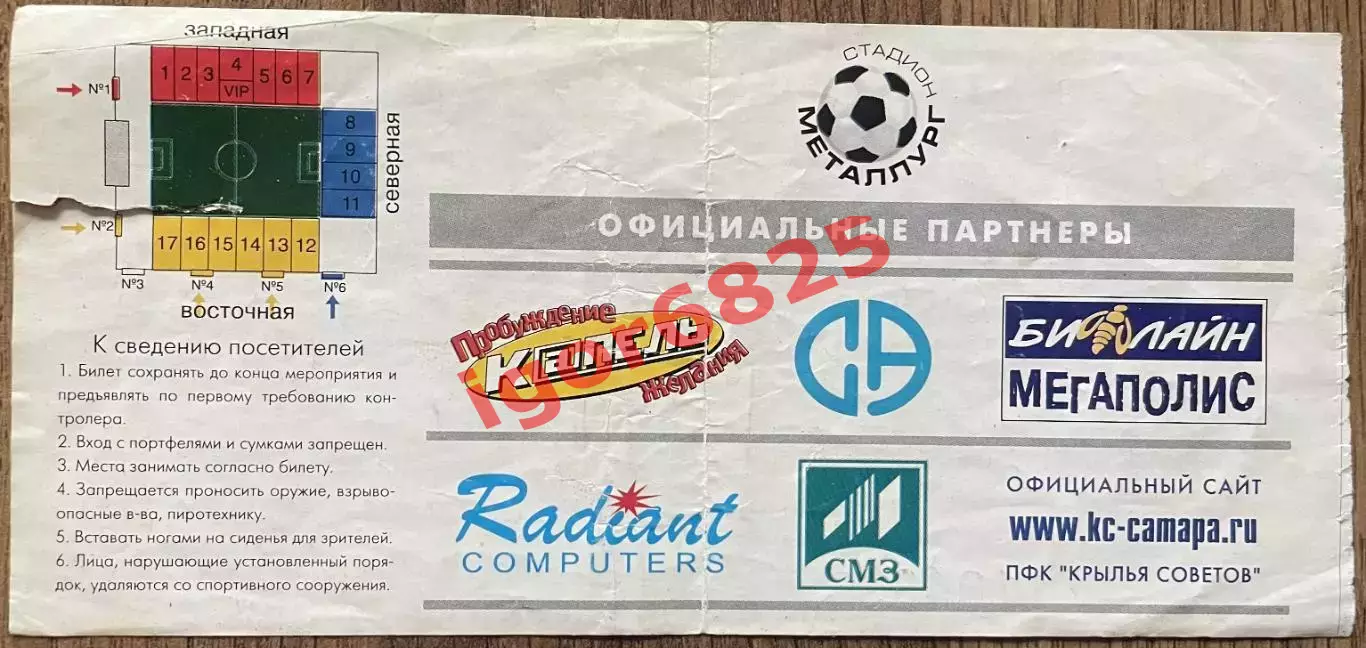 ЗАПАДНАЯ
1 2 3 4 5 6 7
VIP
№1
8
9
10
11
северная
№2
17 16 15 14 13 12
№3 №4 №5 №6
восточная
К сведению посетителей
1. Билет сохранять до конца мероприятия и
предъявлять по первому требованию кон-
тролера.
2. Вход с портфелями и сумками запрещен.
3. Места занимать согласно билету.
4. Запрещается проносить оружие, взрыво-
опасные в-ва, пиротехнику.
5. Вставать ногами на сиденья для зрителей.
6. Лица, нарушающие установленный поря-
док, удаляются со спортивного сооружения.
СТАДИОН
МЕТАЛЛУРГ
ОФИЦИАЛЬНЫЕ ПАРТНЕРЫ
Пробуждение
Капель
Желания
СА
БИЛАЙН
МЕГАПОЛИС
Radiant
COMPUTERS
СМЗ
ОФИЦИАЛЬНЫЙ САЙТ
www.kc-camapa.ru
ПФК "КРЫЛЬЯ СОВЕТОВ"
igor6825